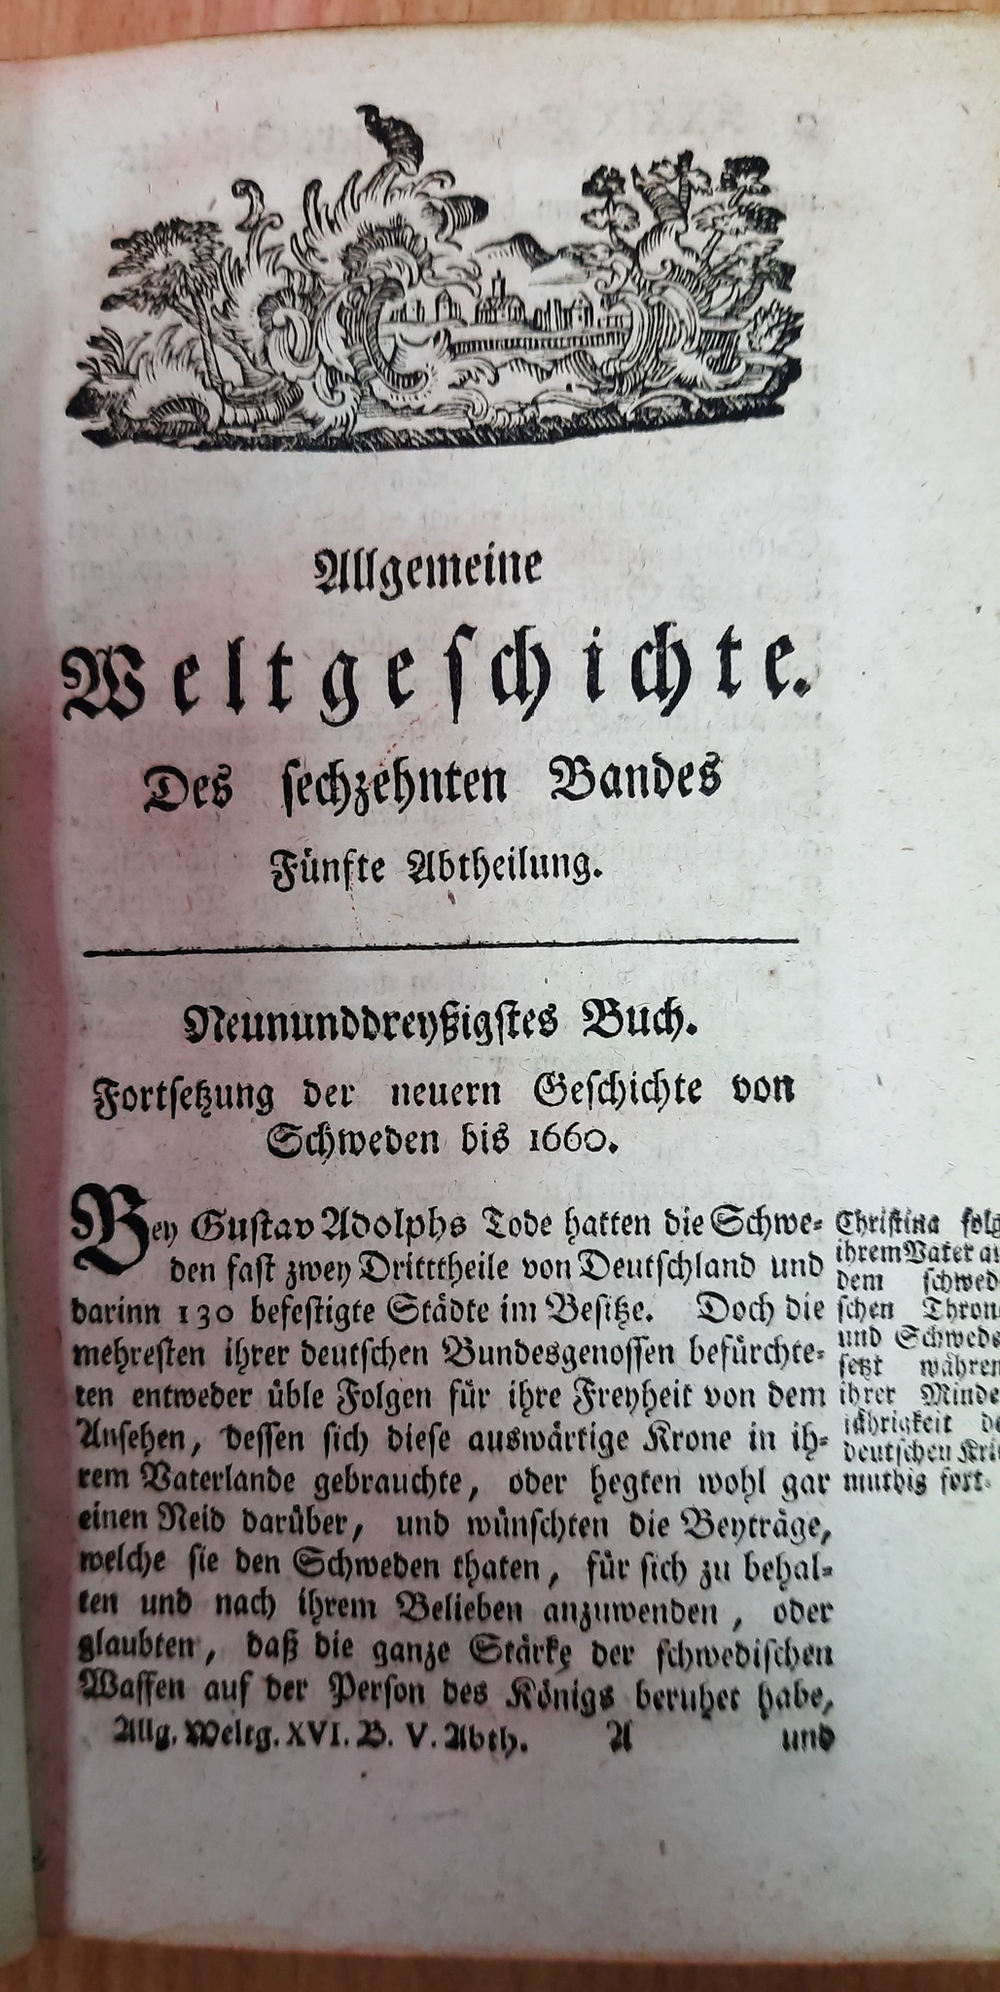 Allgemeine
Weltgeschichte.
Des sechzehnten Bandes
Fünfte Abtheilung.
Neununddreyßigstes Buch.
Fortsetzung der neuern Geschichte von
Schweden bis 1660.
Bey Gustav Adolphs Tode hatten die Schwe-
den fast zwey Dritttheile von Deutschland und
darinn 130 befestigte Städte im Besitze. Doch die
mehresten ihrer deutschen Bundesgenossen befürchte-
ten entweder üble Folgen für ihre Freyheit von dem
Ansehen, dessen sich diese auswärtige Krone in ih-
rem Vaterlande gebrauchte, oder hegten wohl gar
einen Neid darüber, und wünschten die Beyträge,
welche sie den Schweden thaten, für sich zu behal-
ten und nach ihrem Belieben anzuwenden, oder
glaubten, daß die ganze Stärke der schwedischen
Waffen auf der Person des Königs beruhet habe,
Christina
ihrem Vater
dem schwed
schen
und
setzt
ihrer
jährigkeit
deutschen
muthig fort.
Allg. Weltg. XVI. B. V. Abth. A und